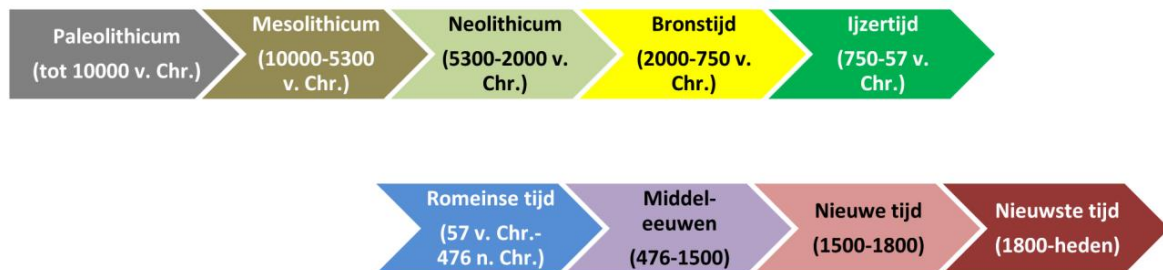 Paleolithicum
(tot 10000 v. Chr.)
Mesolithicum
(10000-5300
v. Chr.)
Neolithicum
(5300-2000 v.
Chr.)
Bronstijd
(2000-750 v.
Chr.)
Ijzertijd
(750-57 v.
Chr.)
Romeinse tijd
(57 v. Chr.-
476 n. Chr.)
Middel-
eeuwen
(476-1500)
Nieuwe tijd
(1500-1800)
Nieuwste tijd
(1800-heden)